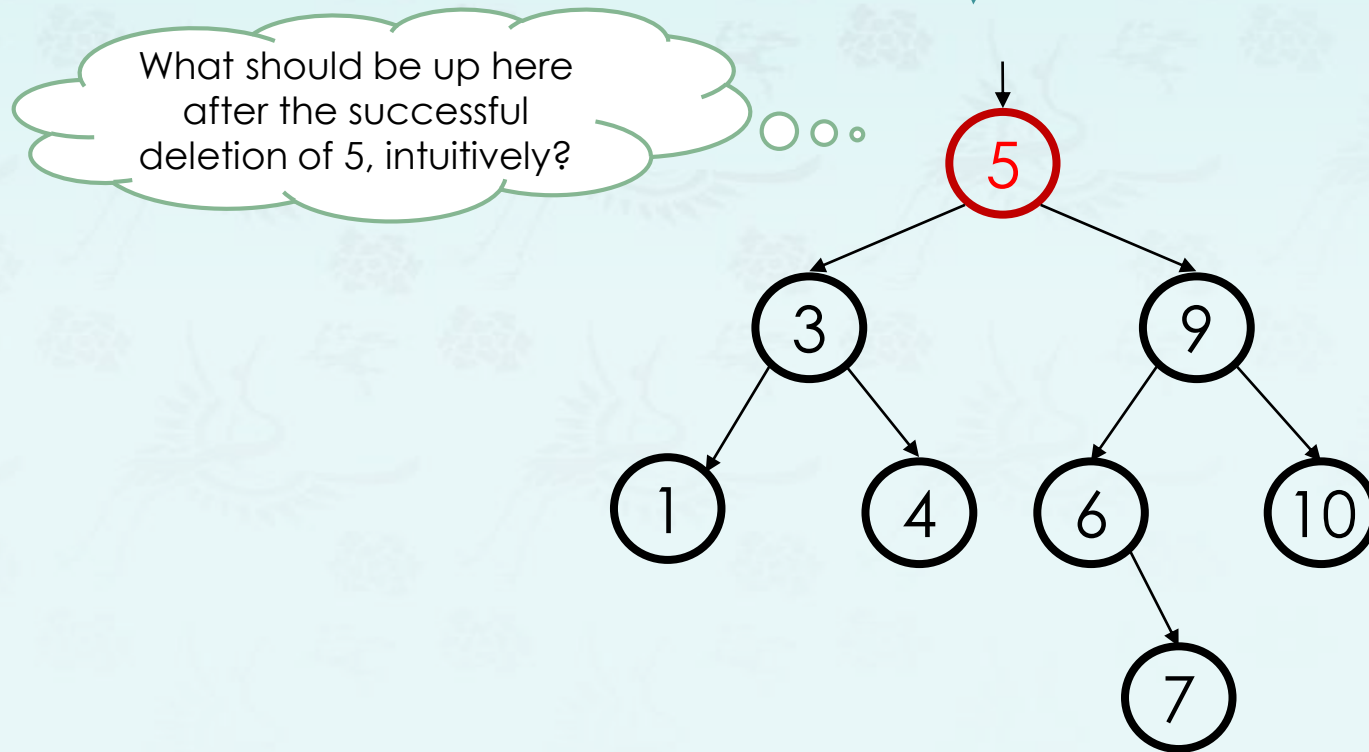 What should be up here
after the successful
deletion of 5, intuitively?
5
3
9
1
4
6
10
7